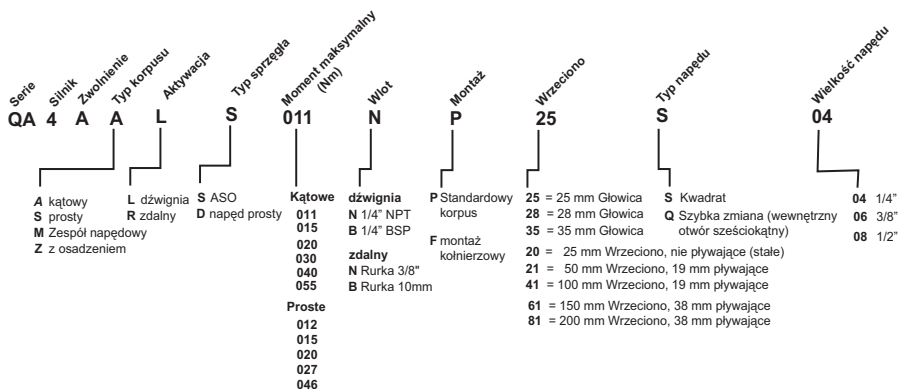 Serie
Silnik
Zwolnienie
Typ korpusu
Aktywacja
Typ sprzęgła
Moment maksymalny
(Nm)
Wlot
Montaż
Wrzeciono
Typ napędu
Wielkość napędu
QA 4 A A L S 011 N P 25 S 04
A kątowy
S prosty
M Zespół napędowy
Z z osadzeniem
L dźwignia
R zdalny
S ASO
D napęd prosty
Kątowe
011
015
020
030
040
055
Proste
012
015
020
027
046
dźwignia
N 1/4” NPT
B 1/4” BSP
zdalny
N Rurka 3/8"
B Rurka 10mm
P Standardowy
korpus
F montaż
kołnierzowy
25 = 25 mm Głowica
28 = 28 mm Głowica
35 = 35 mm Głowica
20 = 25 mm Wrzeciono, nie pływające (stałe)
21 = 50 mm Wrzeciono, 19 mm pływające
41 = 100 mm Wrzeciono, 19 mm pływające
61 = 150 mm Wrzeciono, 38 mm pływające
81 = 200 mm Wrzeciono, 38 mm pływające
S Kwadrat
Q Szybka zmiana (wewnętrzny
otwór sześciokątny)
04 1/4”
06 3/8”
08 1/2”